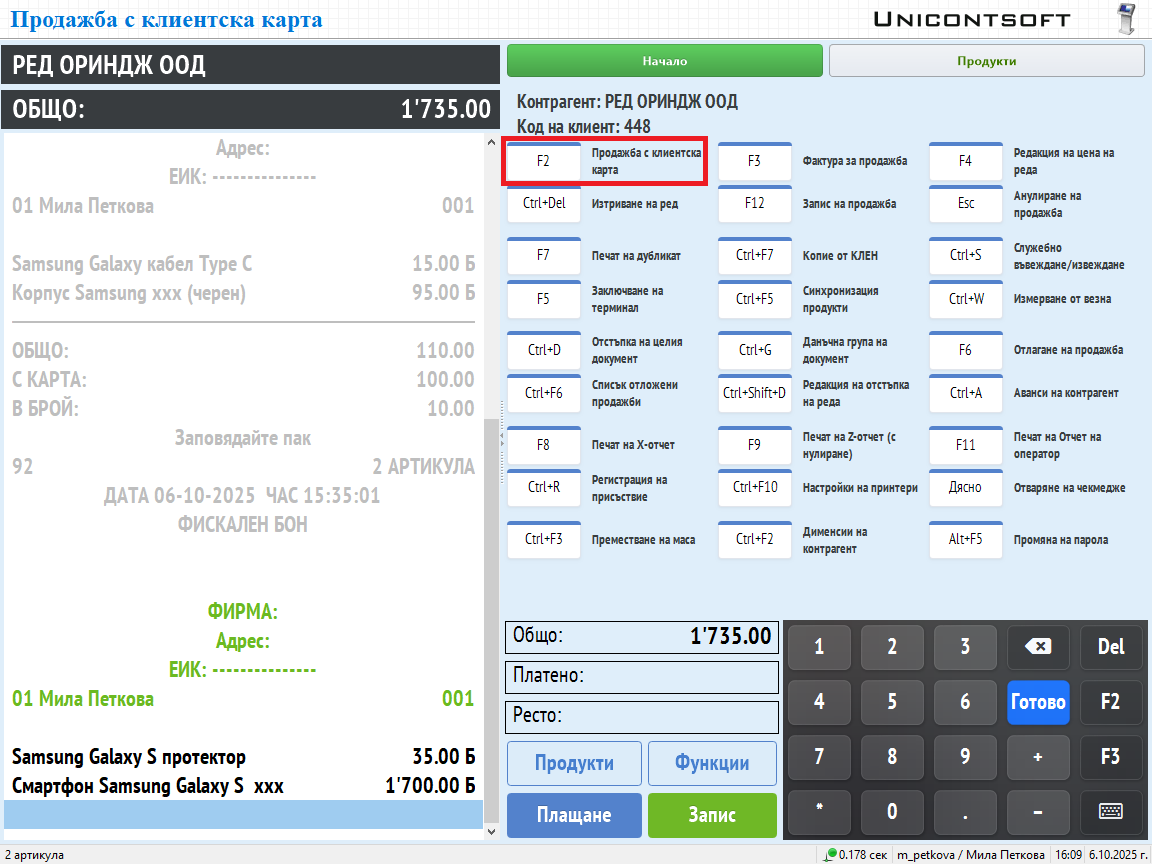 Продажба с клиентска карта
UNICONTSOFT
РЕД ОРИНДЖ ООД
ОБЩО: 1'735.00
Адрес:
ЕИК: ---------------
01 Мила Петкова 001
Samsung Galaxy кабел Type C 15.00 Б
Корпус Samsung xxx (черен) 95.00 Б
ОБЩО: 110.00
С КАРТА: 100.00
В БРОЙ: 10.00
Заповядайте пак
92 2 АРТИКУЛА
ДАТА 06-10-2025 ЧАС 15:35:01
ФИСКАЛЕН БОН
ФИРМА:
Адрес:
ЕИК: ---------------
01 Мила Петкова 001
Samsung Galaxy S протектор 35.00 Б
Смартфон Samsung Galaxy S xxx 1'700.00 Б
Начало
Продукти
Контрагент: РЕД ОРИНДЖ ООД
Код на клиент: 448
F2 Продажба с клиентска карта
F3 Фактура за продажба
F4 Редакция на цена на реда
Ctrl+Del Изтриване на ред
F12 Запис на продажба
Esc Анулиране на продажба
F7 Печат на дубликат
Ctrl+F7 Копие от КЛЕН
Ctrl+S Служебно въвеждане/извеждане
F5 Заключване на терминал
Ctrl+F5 Синхронизация продукти
Ctrl+W Измерване от везна
Ctrl+D Отстъпка на целия документ
Ctrl+G Данъчна група на документ
F6 Отлагане на продажба
Ctrl+F6 Списък отложени продажби
Ctrl+Shift+D Редакция на отстъпка на реда
Ctrl+A Аванси на контрагент
F8 Печат на X-отчет
F9 Печат на Z-отчет (с нулиране)
F11 Печат на Отчет на оператор
Ctrl+R Регистрация на присъствие
Ctrl+F10 Настройки на принтери
Дясно Отваряне на чекмедже
Ctrl+F3 Преместване на маса
Ctrl+F2 Дименсии на контрагент
Alt+F5 Промяна на парола
Общо: 1'735.00
Платено:
Ресто:
Продукти Функции
Плащане Запис
1 2 3 Del
4 5 6 Готово F2
7 8 9 + F3
* 0 . –
2 артикула 0.178 сек m_petkova / Мила Петкова 16:09 6.10.2025 г.